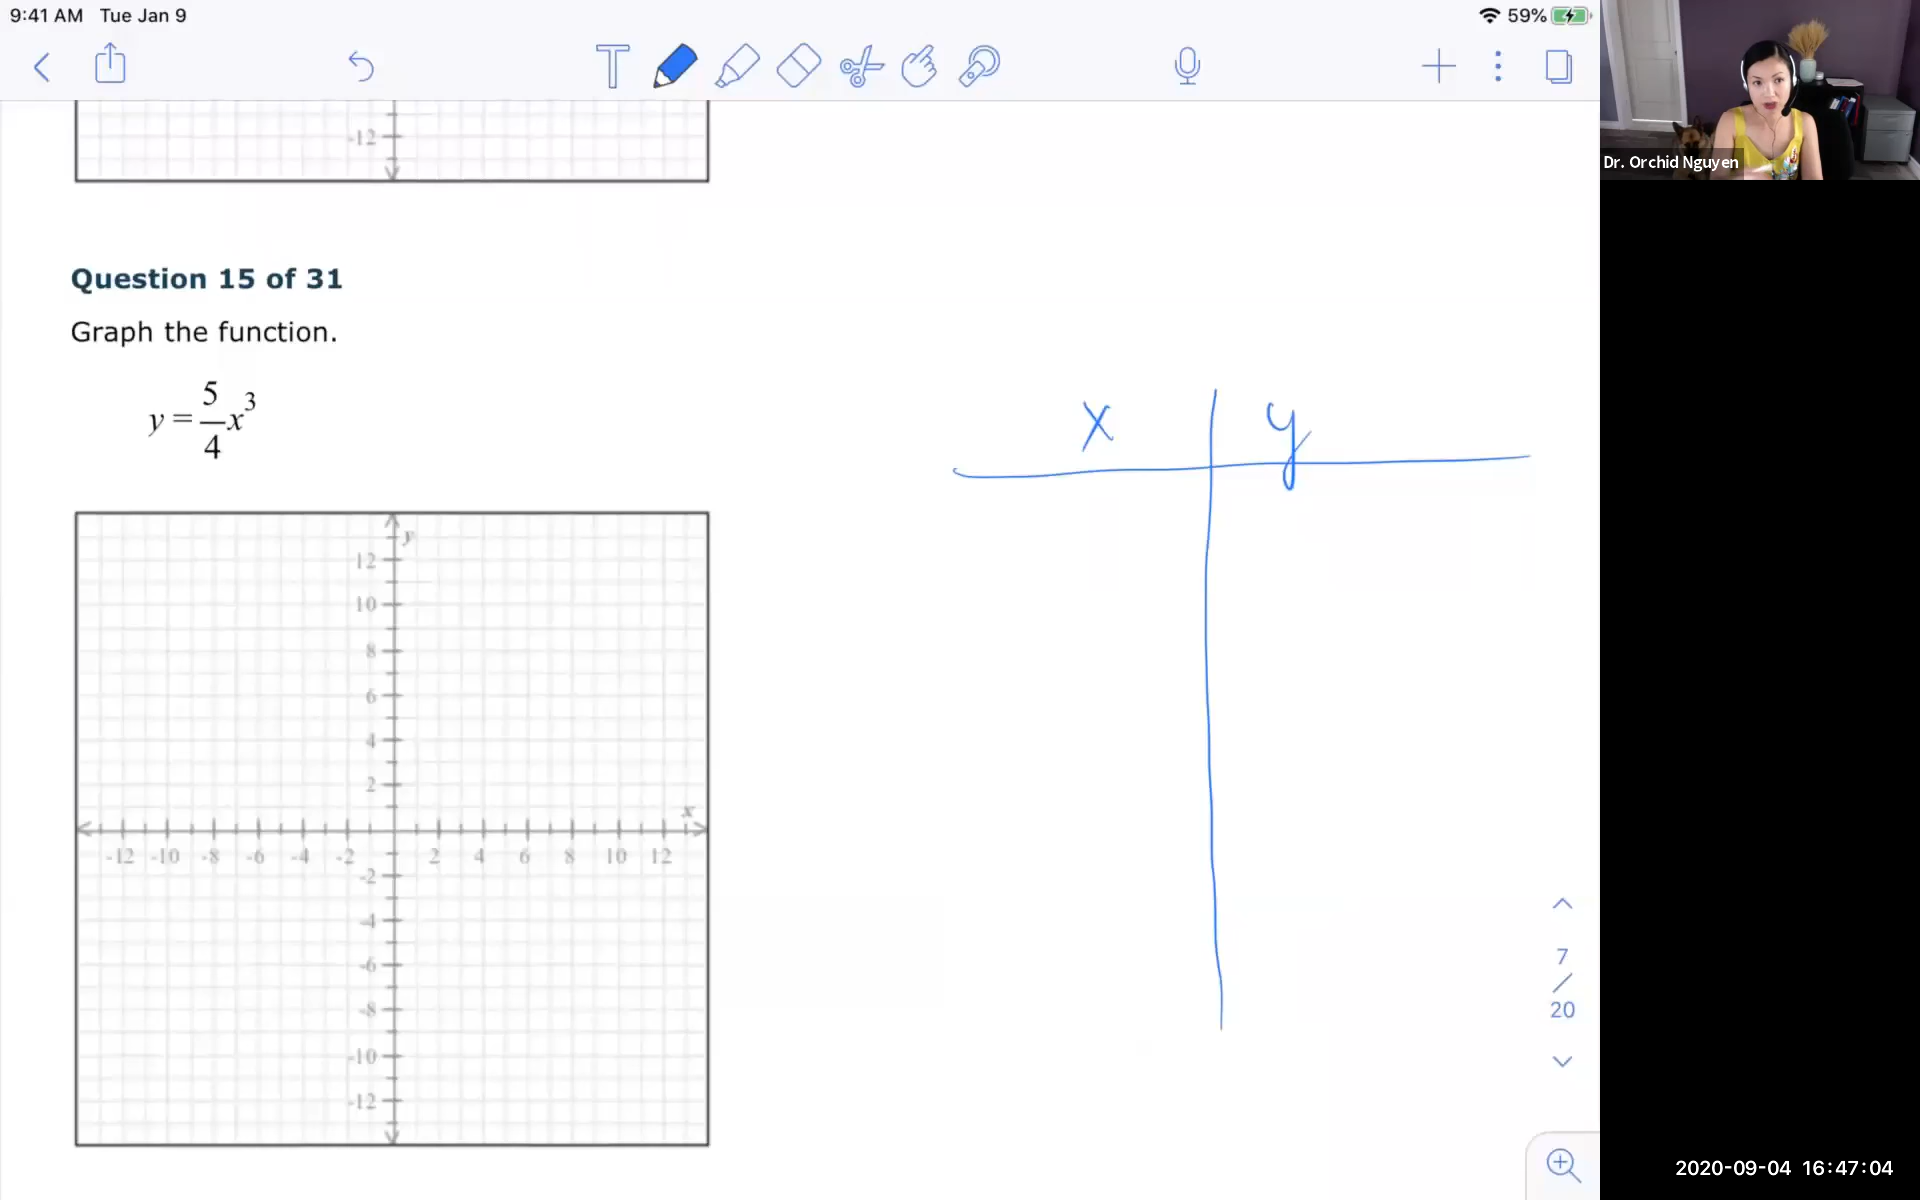 9:41 AM Tue Jan 9
59%
-12
Question 15 of 31
Graph the function.
y = 5/4 x^3
x y
y
12
10
8
6
4
2
x
-12 -10 -8 -6 -4 -2 2 4 6 8 10 12
-2
-4
-6
-8
-10
-12
7
/
20
Dr. Orchid Nguyen
2020-09-04 16:47:04